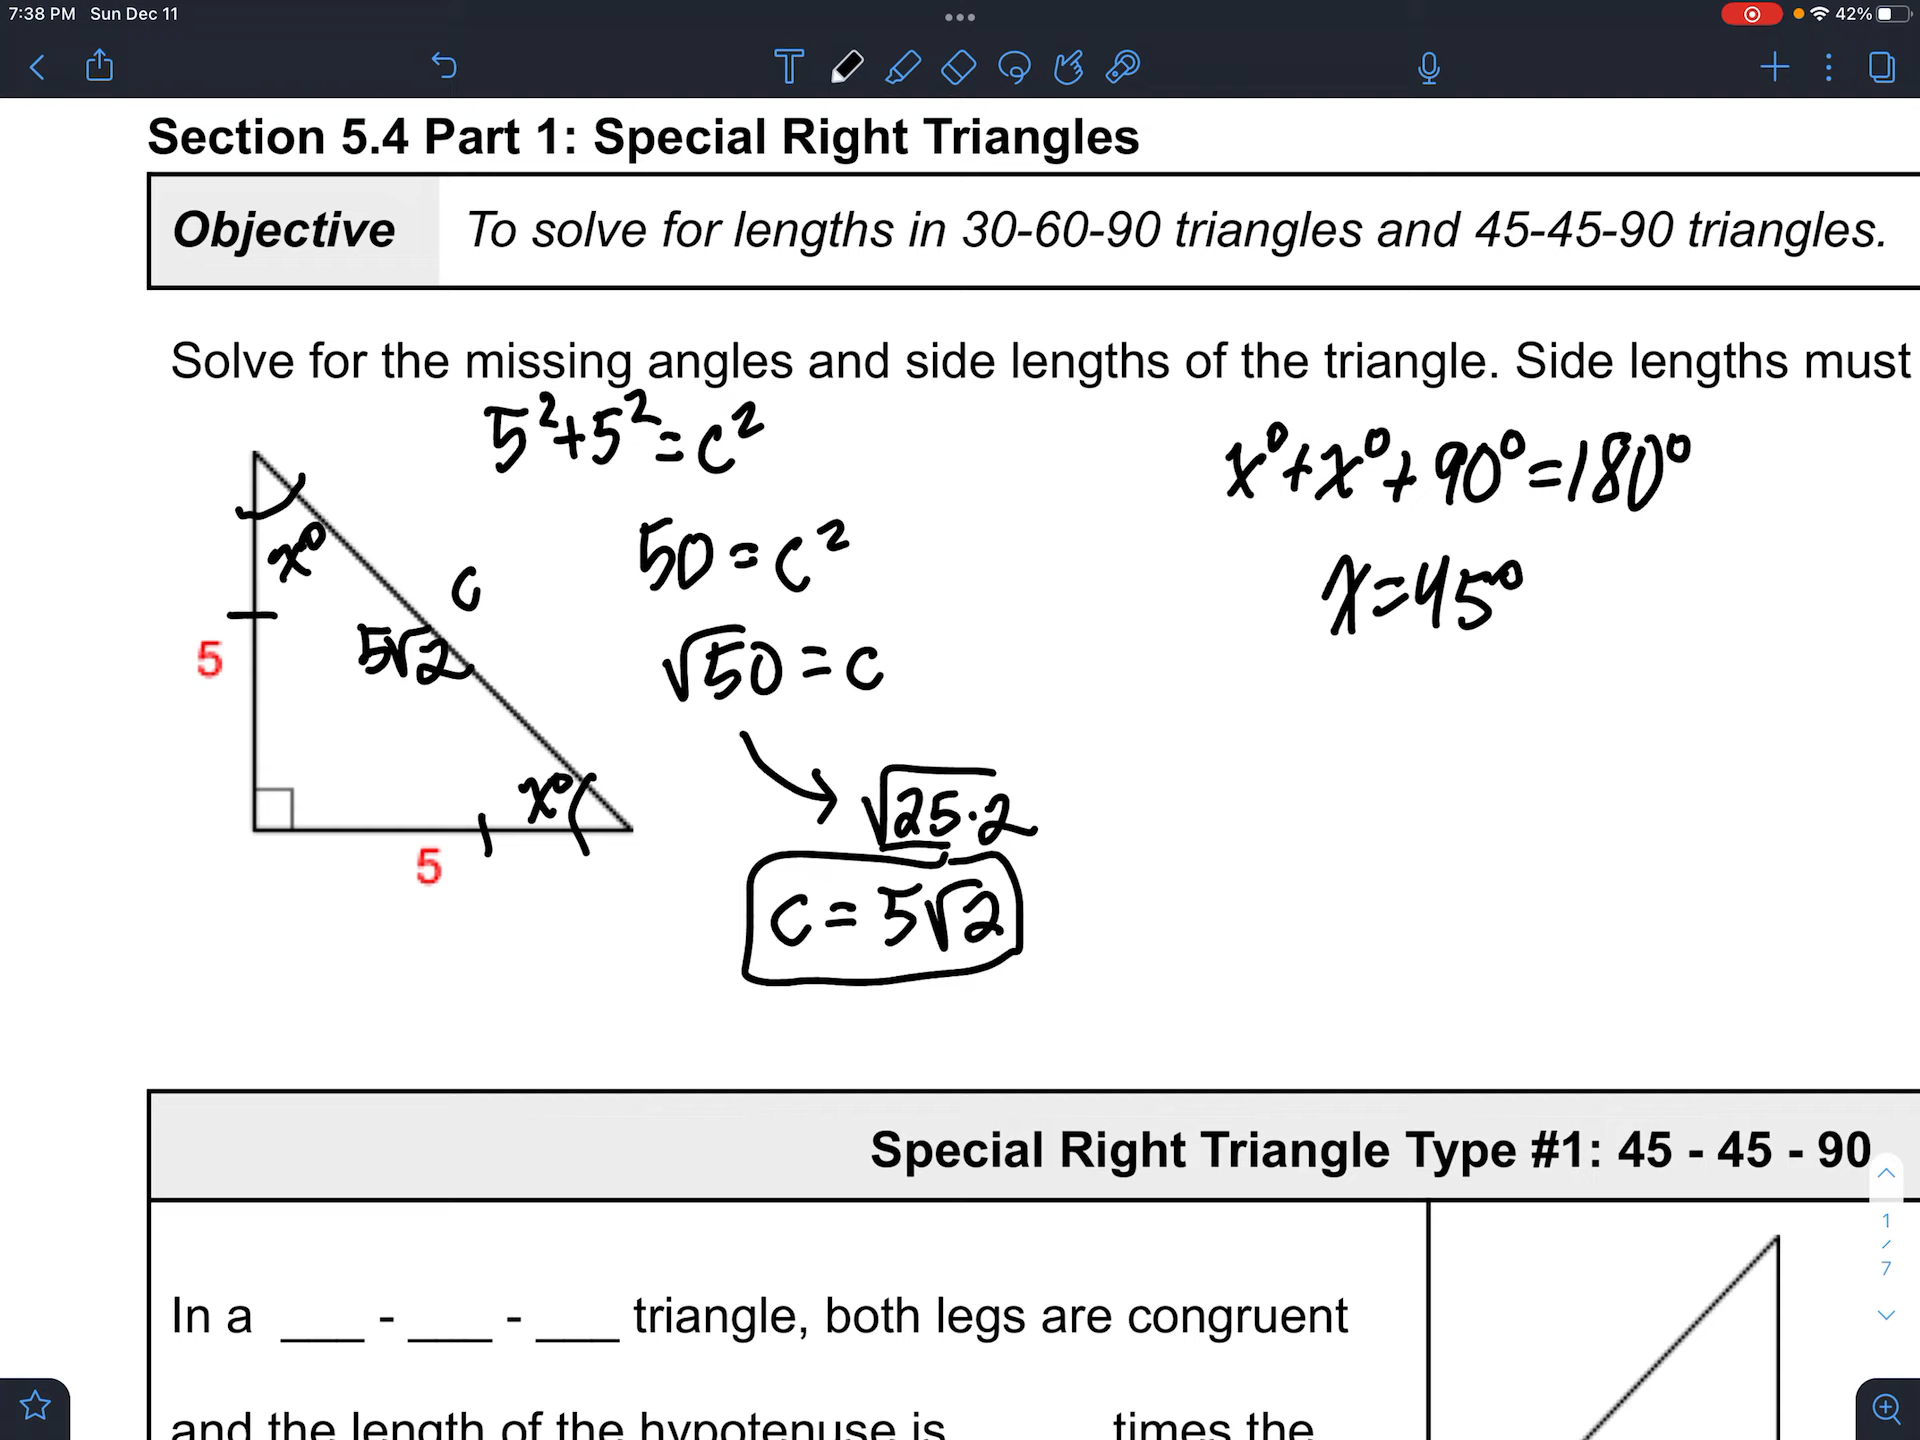 7:38 PM Sun Dec 11
42%
Section 5.4 Part 1: Special Right Triangles
Objective To solve for lengths in 30-60-90 triangles and 45-45-90 triangles.
Solve for the missing angles and side lengths of the triangle. Side lengths must
5²+5²=c²
50=c²
√50=c
√25·2
c=5√2
x°+x°+90°=180°
x=45°
x°
c
5√2
5
x°
5
Special Right Triangle Type #1: 45 - 45 - 90
In a ___ - ___ - ___ triangle, both legs are congruent
and the length of the hypotenuse is times the
1
/
7